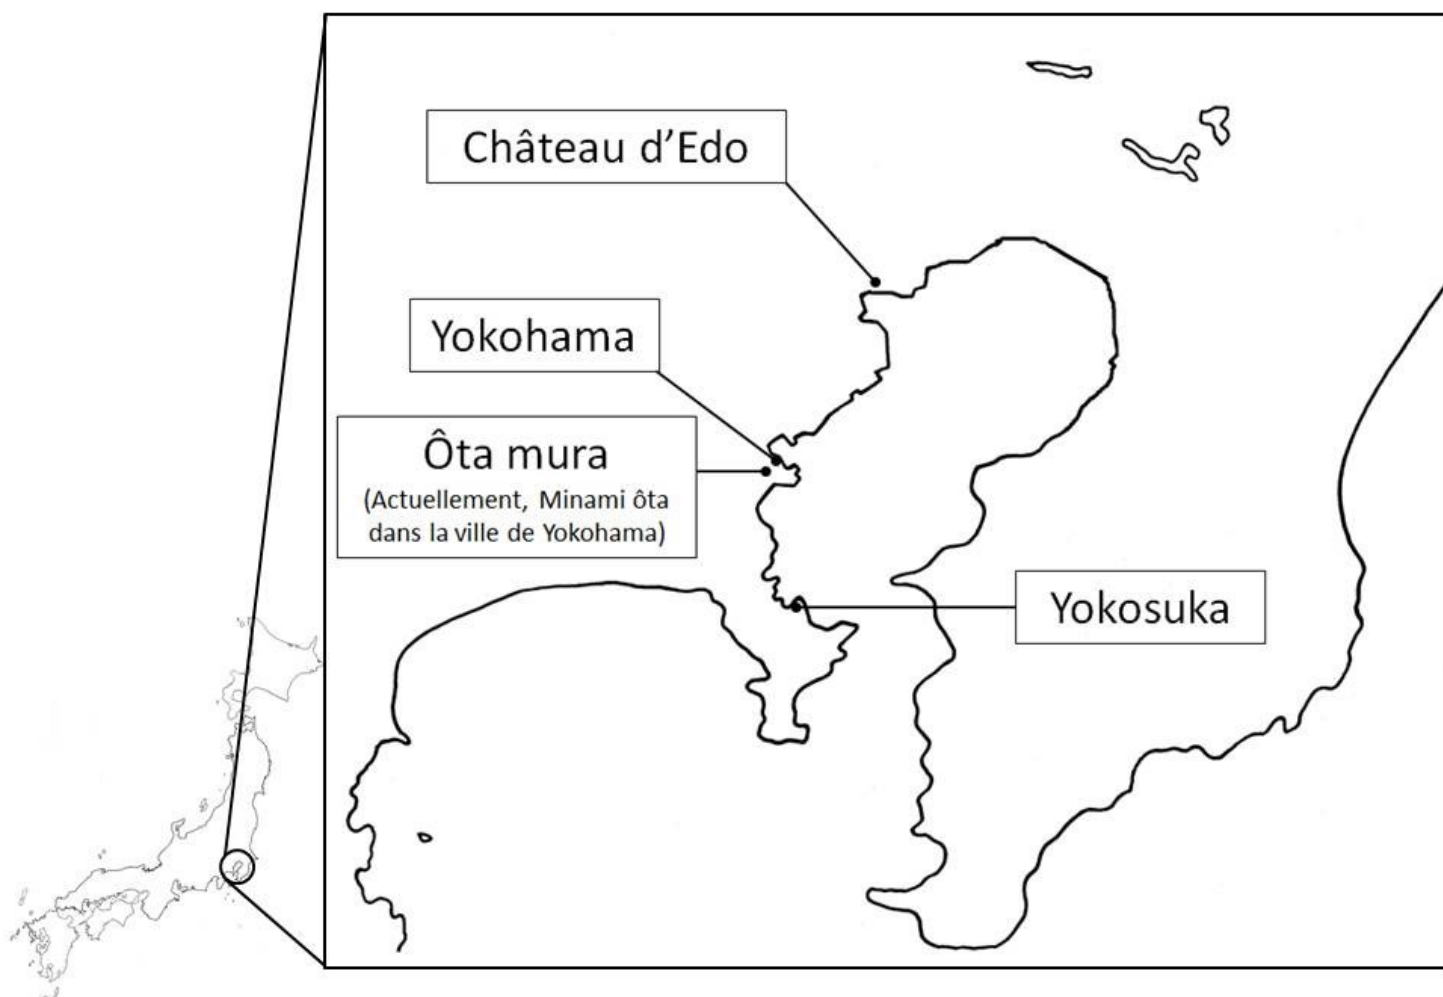 Château d’Edo
Yokohama
Ôta mura
(Actuellement, Minami ôta
dans la ville de Yokohama)
Yokosuka